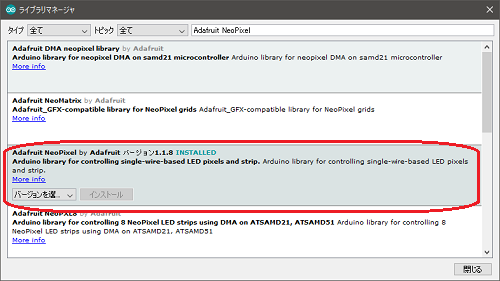 ライブラリマネージャ
タイプ 全て トピック 全て Adafruit NeoPixel
Adafruit DMA neopixel library by Adafruit
Arduino library for neopixel DMA on samd21 microcontroller Arduino library for neopixel DMA on samd21 microcontroller
More info
Adafruit NeoMatrix by Adafruit
Adafruit_GFX-compatible library for NeoPixel grids Adafruit_GFX-compatible library for NeoPixel grids
More info
Adafruit NeoPixel by Adafruit バージョン1.1.8 INSTALLED
Arduino library for controlling single-wire-based LED pixels and strip. Arduino library for controlling single-wire-based LED pixels
and strip.
More info
バージョンを選... インストール
Adafruit NeoPXL8 by Adafruit
Arduino library for controlling 8 NeoPixel LED strips using DMA on ATSAMD21, ATSAMD51 Arduino library for controlling 8
NeoPixel LED strips using DMA on ATSAMD21, ATSAMD51
More info
閉じる